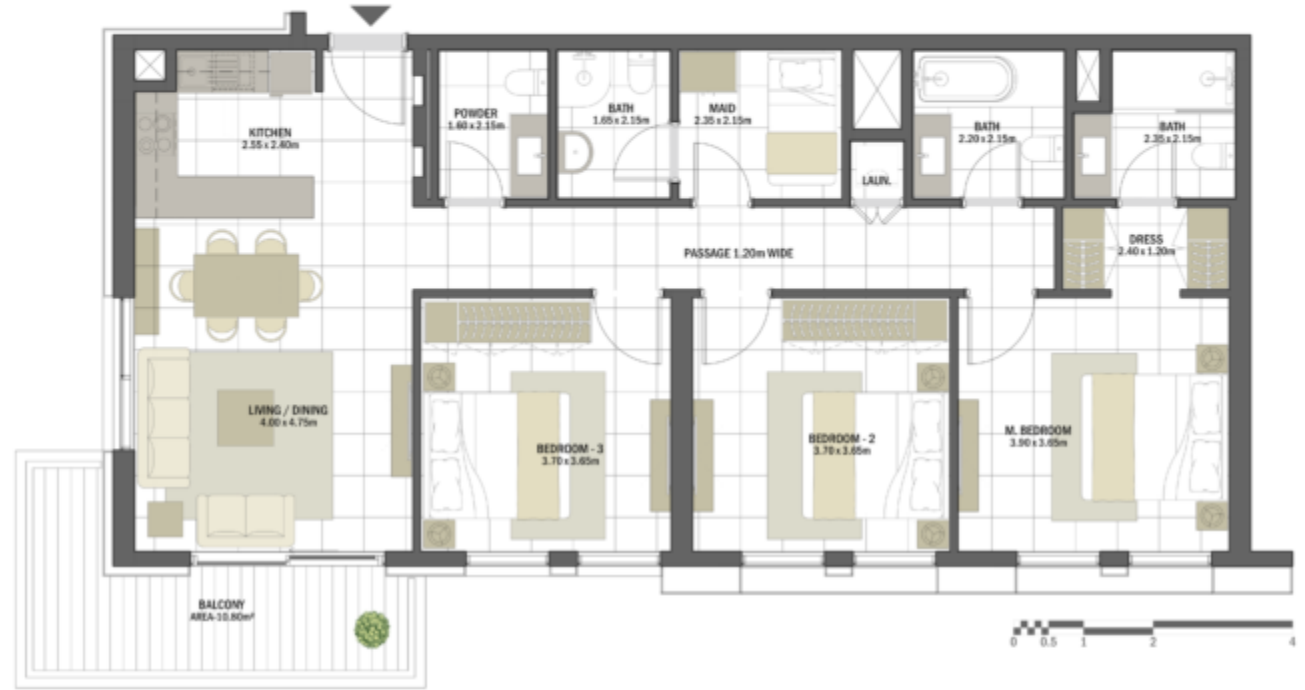 POWDER
1.60 x 2.15m
BATH
1.65 x 2.15m
MAID
2.35 x 2.15m
KITCHEN
2.55 x 2.40m
BATH
2.20 x 2.15m
BATH
2.35 x 2.15m
LAUN.
PASSAGE 1.20m WIDE
DRESS
2.40 x 1.20m
LIVING / DINING
4.00 x 4.75m
BEDROOM - 3
3.70 x 3.65m
BEDROOM - 2
3.70 x 3.65m
M. BEDROOM
3.90 x 3.65m
BALCONY
AREA-10.80m²
0 0.5 1 2 4